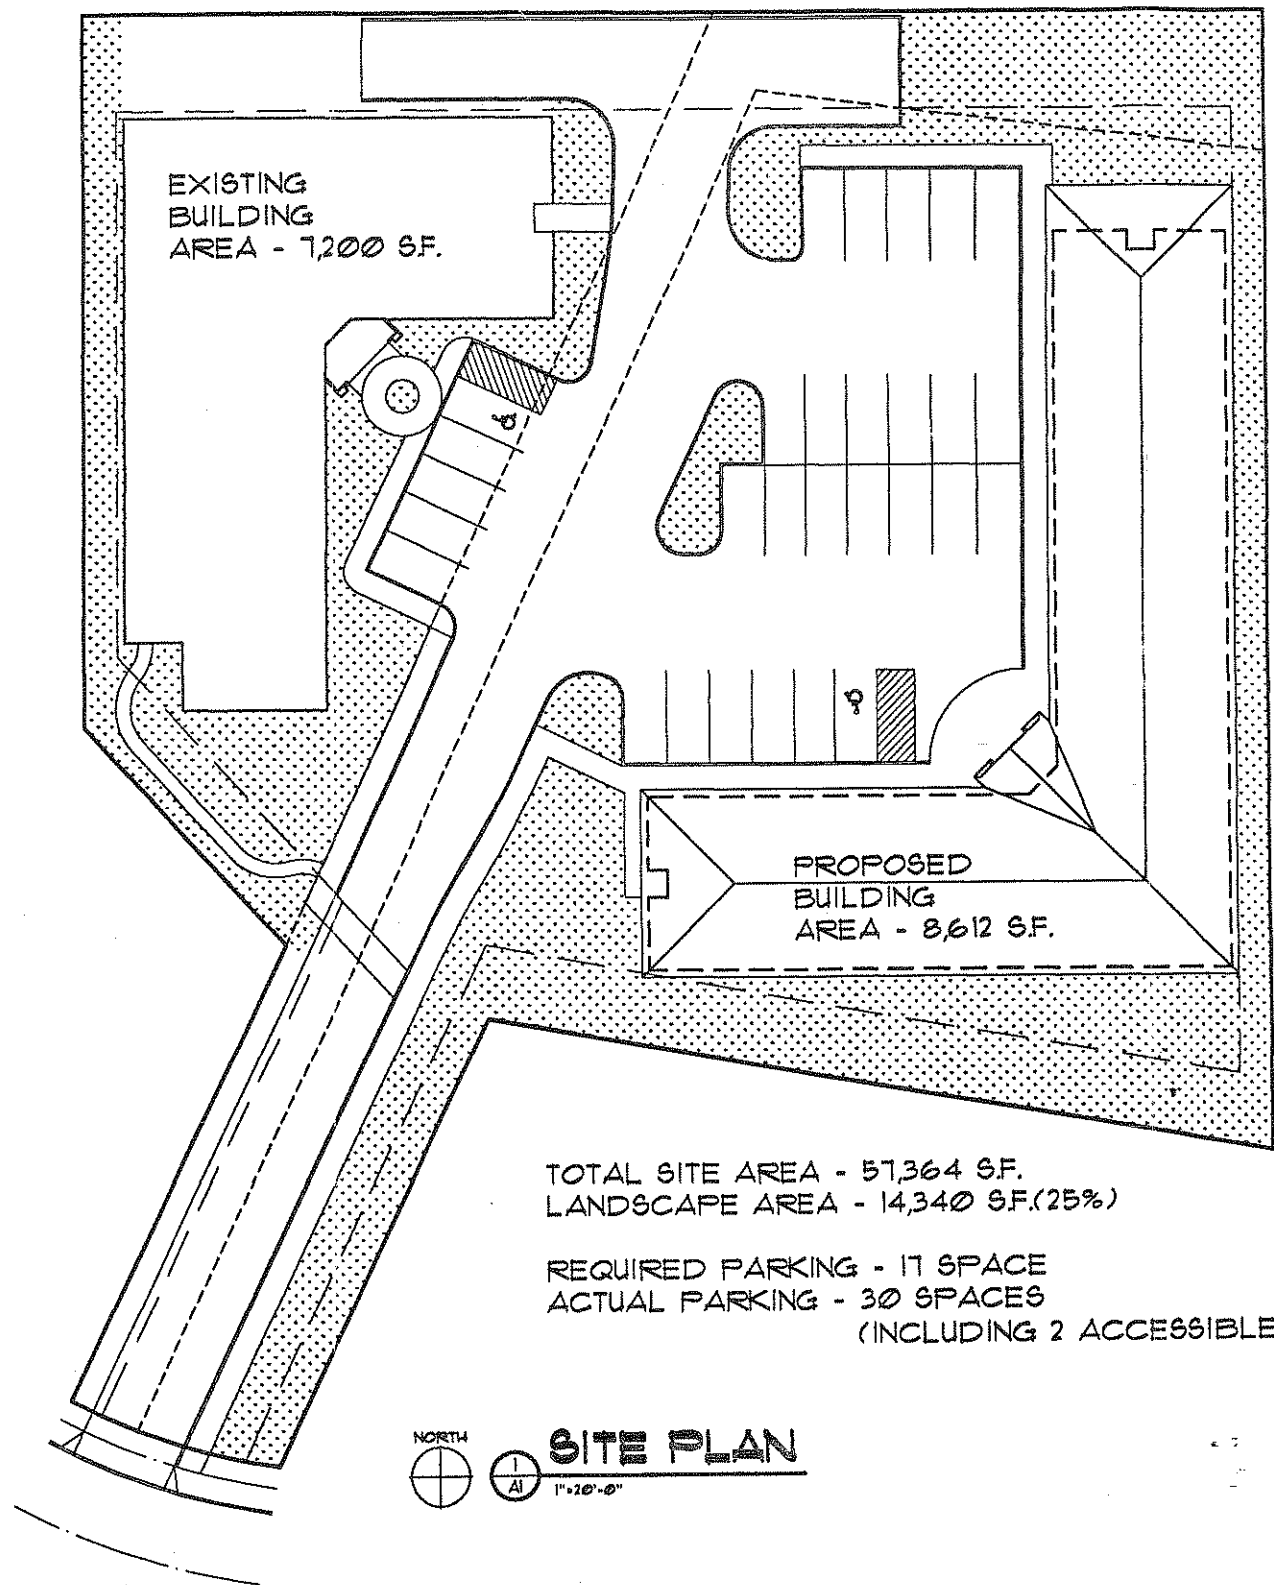 EXISTING
BUILDING
AREA - 7,200 S.F.
PROPOSED
BUILDING
AREA - 8,612 S.F.
TOTAL SITE AREA - 57,364 S.F.
LANDSCAPE AREA - 14,340 S.F.(25%)
REQUIRED PARKING - 17 SPACE
ACTUAL PARKING - 30 SPACES
(INCLUDING 2 ACCESSIBLE
NORTH
1
A1
SITE PLAN
1"=20'-0"